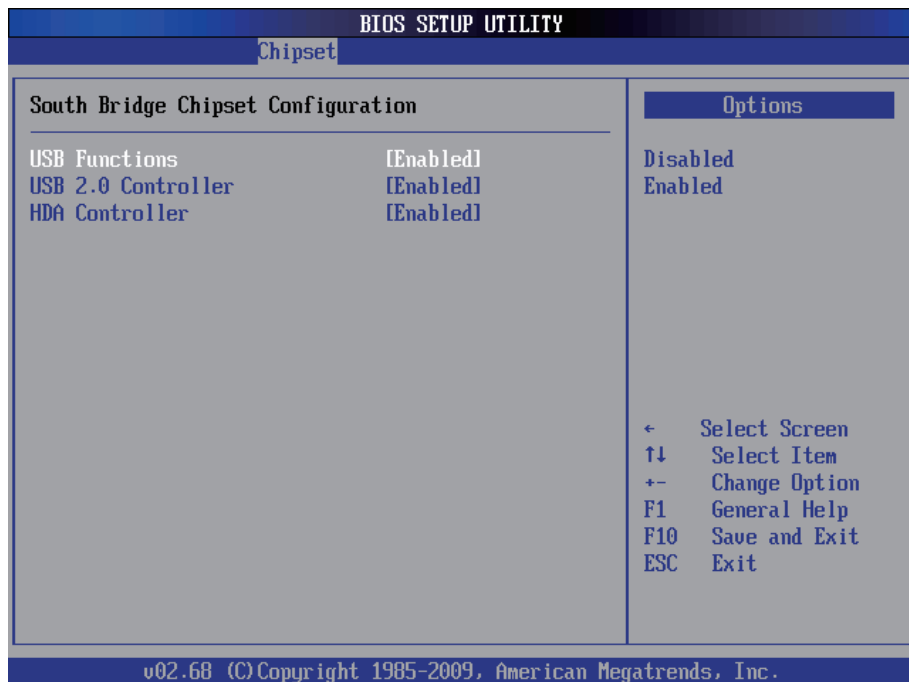 BIOS SETUP UTILITY
Chipset
South Bridge Chipset Configuration
USB Functions [Enabled]
USB 2.0 Controller [Enabled]
HDA Controller [Enabled]
Options
Disabled
Enabled
← Select Screen
↑↓ Select Item
+- Change Option
F1 General Help
F10 Save and Exit
ESC Exit
v02.68 (C)Copyright 1985-2009, American Megatrends, Inc.